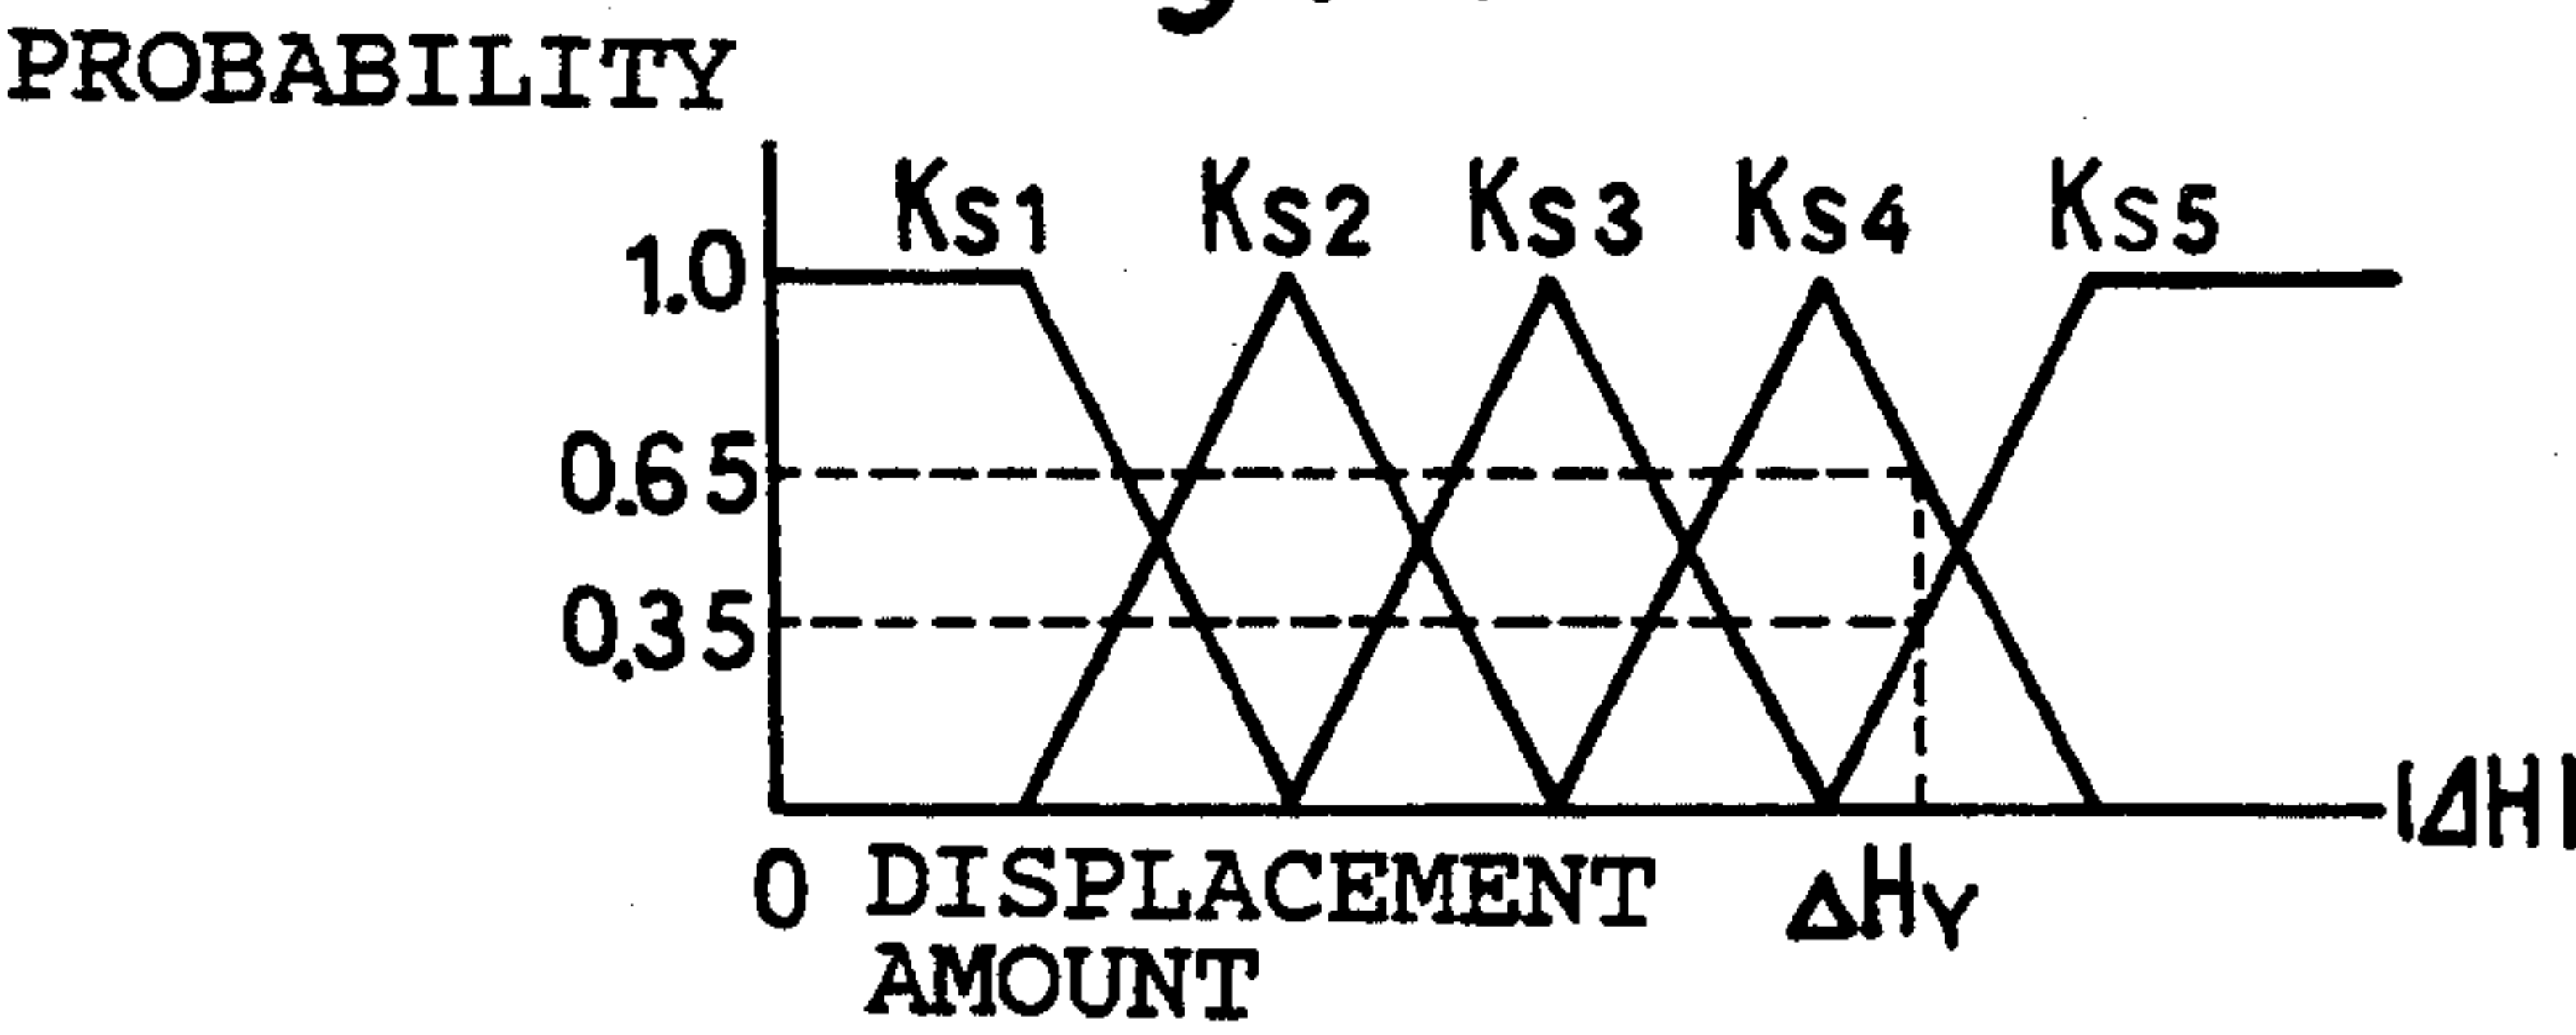 PROBABILITY
KS1 KS2 KS3 KS4 KS5
1.0
0.65
0.35
|ΔH|
0 DISPLACEMENT ΔHY
AMOUNT